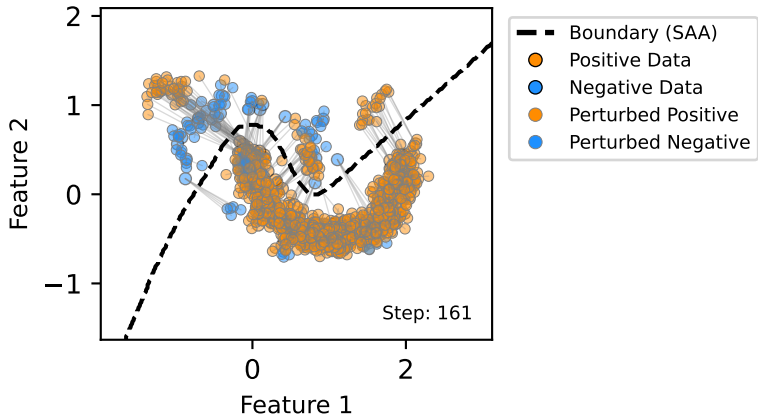 2
1
0
−1
Feature 2
0
2
Feature 1
Step: 161
Boundary (SAA)
Positive Data
Negative Data
Perturbed Positive
Perturbed Negative